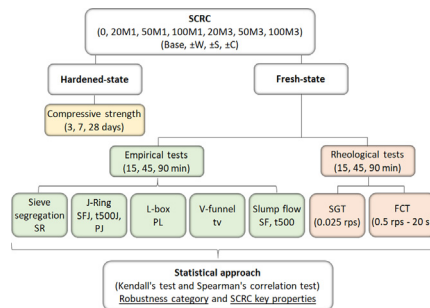 SCRC
(0, 20M1, 50M1, 100M1, 20M3, 50M3, 100M3)
(Base, ±W, ±S, ±C)
Hardened-state
Fresh-state
Compressive strength
(3, 7, 28 days)
Empirical tests
(15, 45, 90 min)
Rheological tests
(15, 45, 90 min)
Sieve
segregation
SR
J-Ring
SFJ, t500J,
PJ
L-box
PL
V-funnel
tv
Slump flow
SF, t500
SGT
(0.025 rps)
FCT
(0.5 rps - 20 s)
Statistical approach
(Kendall's test and Spearman's correlation test)
Robustness category and SCRC key properties